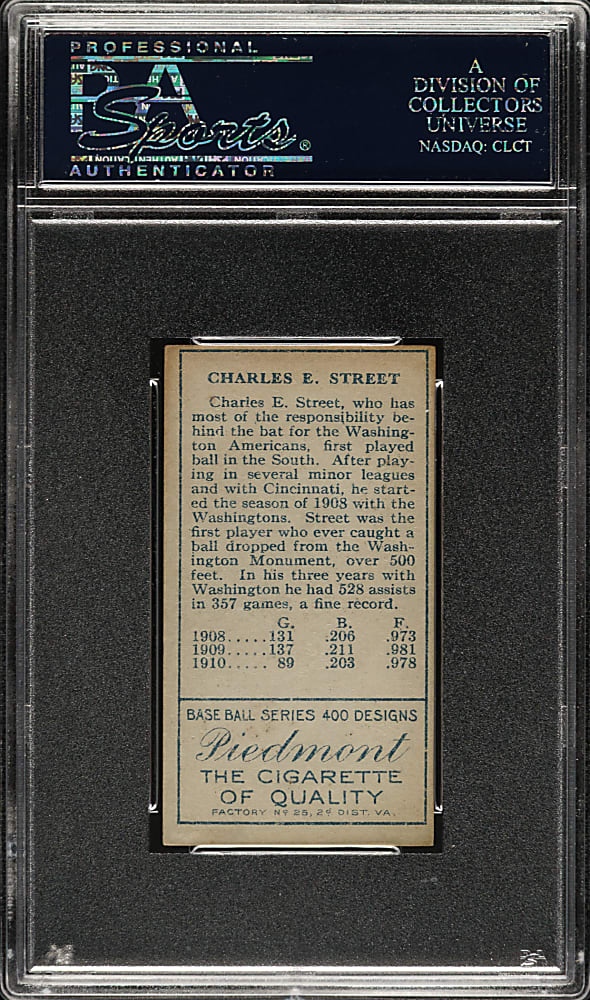 PROFESSIONAL
PSA
Sports®
AUTHENTICATOR
A
DIVISION OF
COLLECTORS
UNIVERSE
NASDAQ: CLCT
CHARLES E. STREET
Charles E. Street, who has
most of the responsibility be-
hind the bat for the Washing-
ton Americans, first played
ball in the South. After play-
ing in several minor leagues
and with Cincinnati, he start-
ed the season of 1908 with the
Washingtons. Street was the
first player who ever caught a
ball dropped from the Wash-
ington Monument, over 500
feet. In his three years with
Washington he had 528 assists
in 357 games, a fine record.
G. B. F.
1908.....131 .206 .973
1909.....137 .211 .981
1910..... 89 .203 .978
BASE BALL SERIES 400 DESIGNS
Piedmont
THE CIGARETTE
OF QUALITY
FACTORY Nº 25, 2ᵈ DIST. VA.
PSA